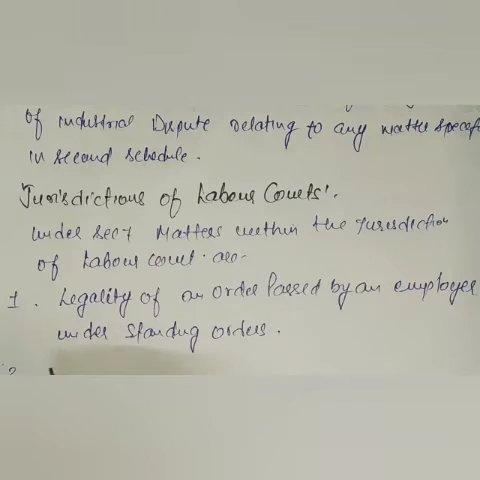 of industrial Dispute relating to any matter specif
in second schedule.
'Jurisdictions of Labour Courts'.
under sec 7 Matters within the Jurisdiction
of Labour court are-
1. Legality of an order Passed by an employer
under standing orders.
2